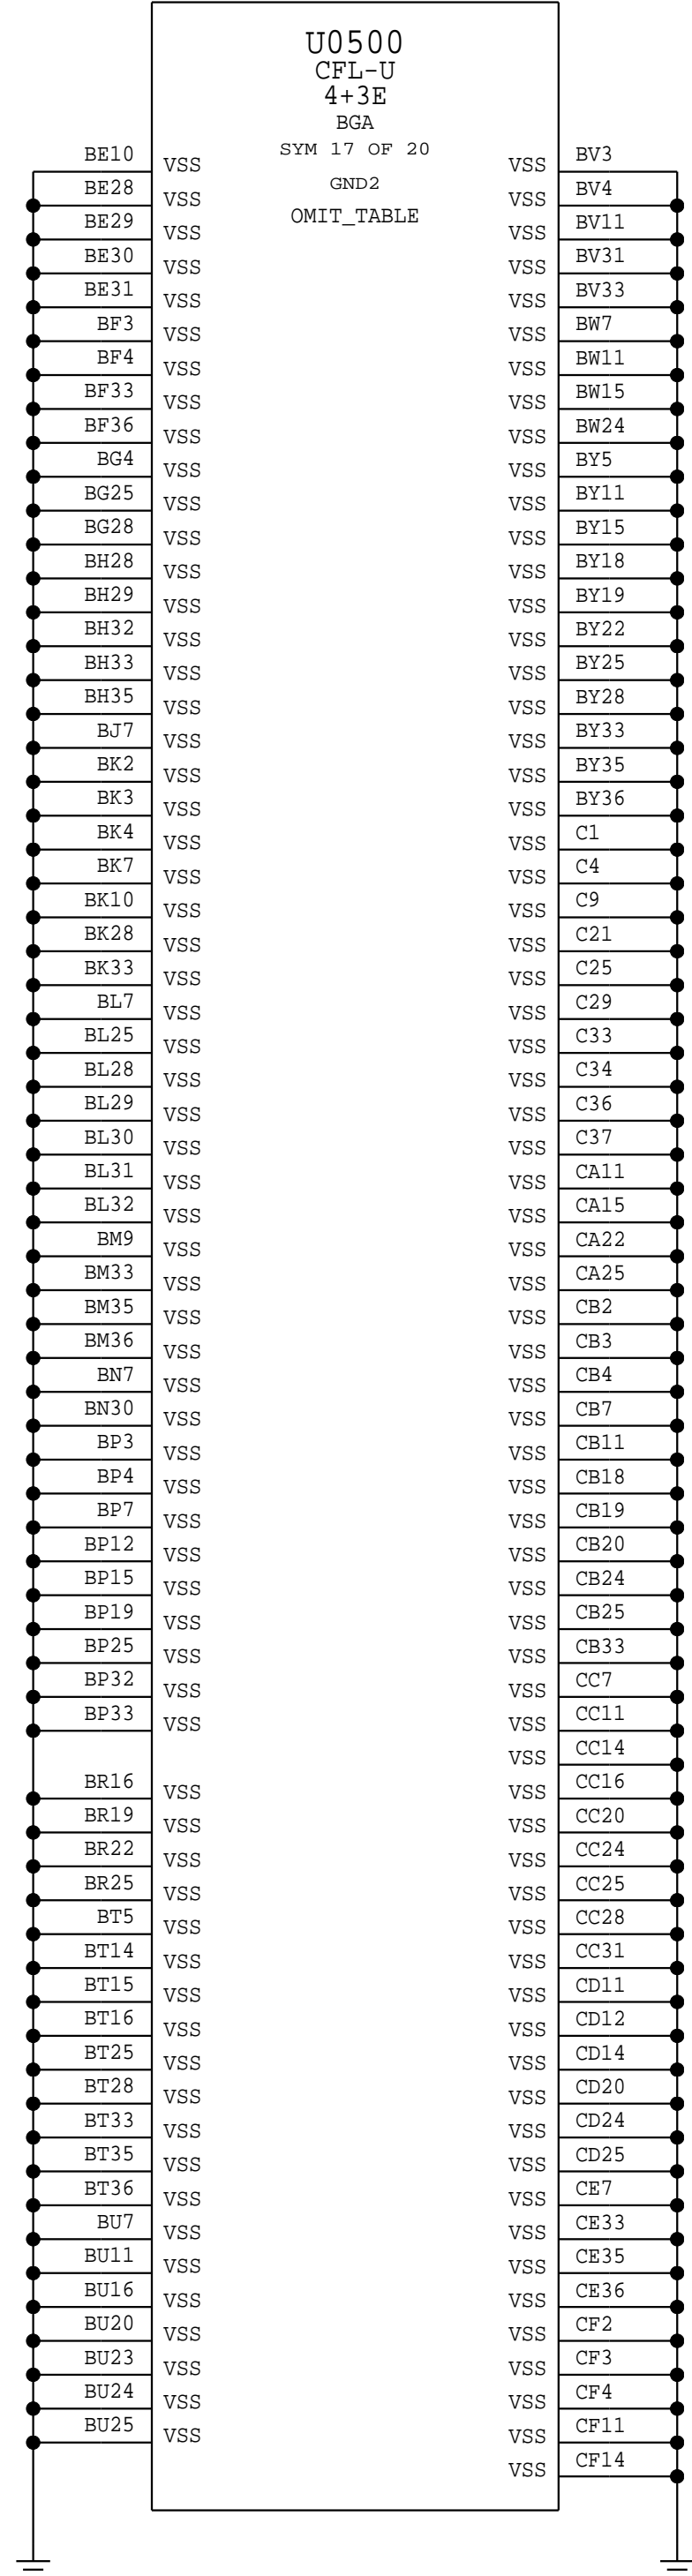 U0500
CFL-U
4+3E
BGA
SYM 17 OF 20
GND2
OMIT_TABLE
BE10 VSS VSS BV3
BE28 VSS VSS BV4
BE29 VSS VSS BV11
BE30 VSS VSS BV31
BE31 VSS VSS BV33
BF3 VSS VSS BW7
BF4 VSS VSS BW11
BF33 VSS VSS BW15
BF36 VSS VSS BW24
BG4 VSS VSS BY5
BG25 VSS VSS BY11
BG28 VSS VSS BY15
BH28 VSS VSS BY18
BH29 VSS VSS BY19
BH32 VSS VSS BY22
BH33 VSS VSS BY25
BH35 VSS VSS BY28
BJ7 VSS VSS BY33
BK2 VSS VSS BY35
BK3 VSS VSS BY36
BK4 VSS VSS C1
BK7 VSS VSS C4
BK10 VSS VSS C9
BK28 VSS VSS C21
BK33 VSS VSS C25
BL7 VSS VSS C29
BL25 VSS VSS C33
BL28 VSS VSS C34
BL29 VSS VSS C36
BL30 VSS VSS C37
BL31 VSS VSS CA11
BL32 VSS VSS CA15
BM9 VSS VSS CA22
BM33 VSS VSS CA25
BM35 VSS VSS CB2
BM36 VSS VSS CB3
BN7 VSS VSS CB4
BN30 VSS VSS CB7
BP3 VSS VSS CB11
BP4 VSS VSS CB18
BP7 VSS VSS CB19
BP12 VSS VSS CB20
BP15 VSS VSS CB24
BP19 VSS VSS CB25
BP25 VSS VSS CB33
BP32 VSS VSS CC7
BP33 VSS VSS CC11
VSS CC14
BR16 VSS VSS CC16
BR19 VSS VSS CC20
BR22 VSS VSS CC24
BR25 VSS VSS CC25
BT5 VSS VSS CC28
BT14 VSS VSS CC31
BT15 VSS VSS CD11
BT16 VSS VSS CD12
BT25 VSS VSS CD14
BT28 VSS VSS CD20
BT33 VSS VSS CD24
BT35 VSS VSS CD25
BT36 VSS VSS CE7
BU7 VSS VSS CE33
BU11 VSS VSS CE35
BU16 VSS VSS CE36
BU20 VSS VSS CF2
BU23 VSS VSS CF3
BU24 VSS VSS CF4
BU25 VSS VSS CF11
VSS CF14